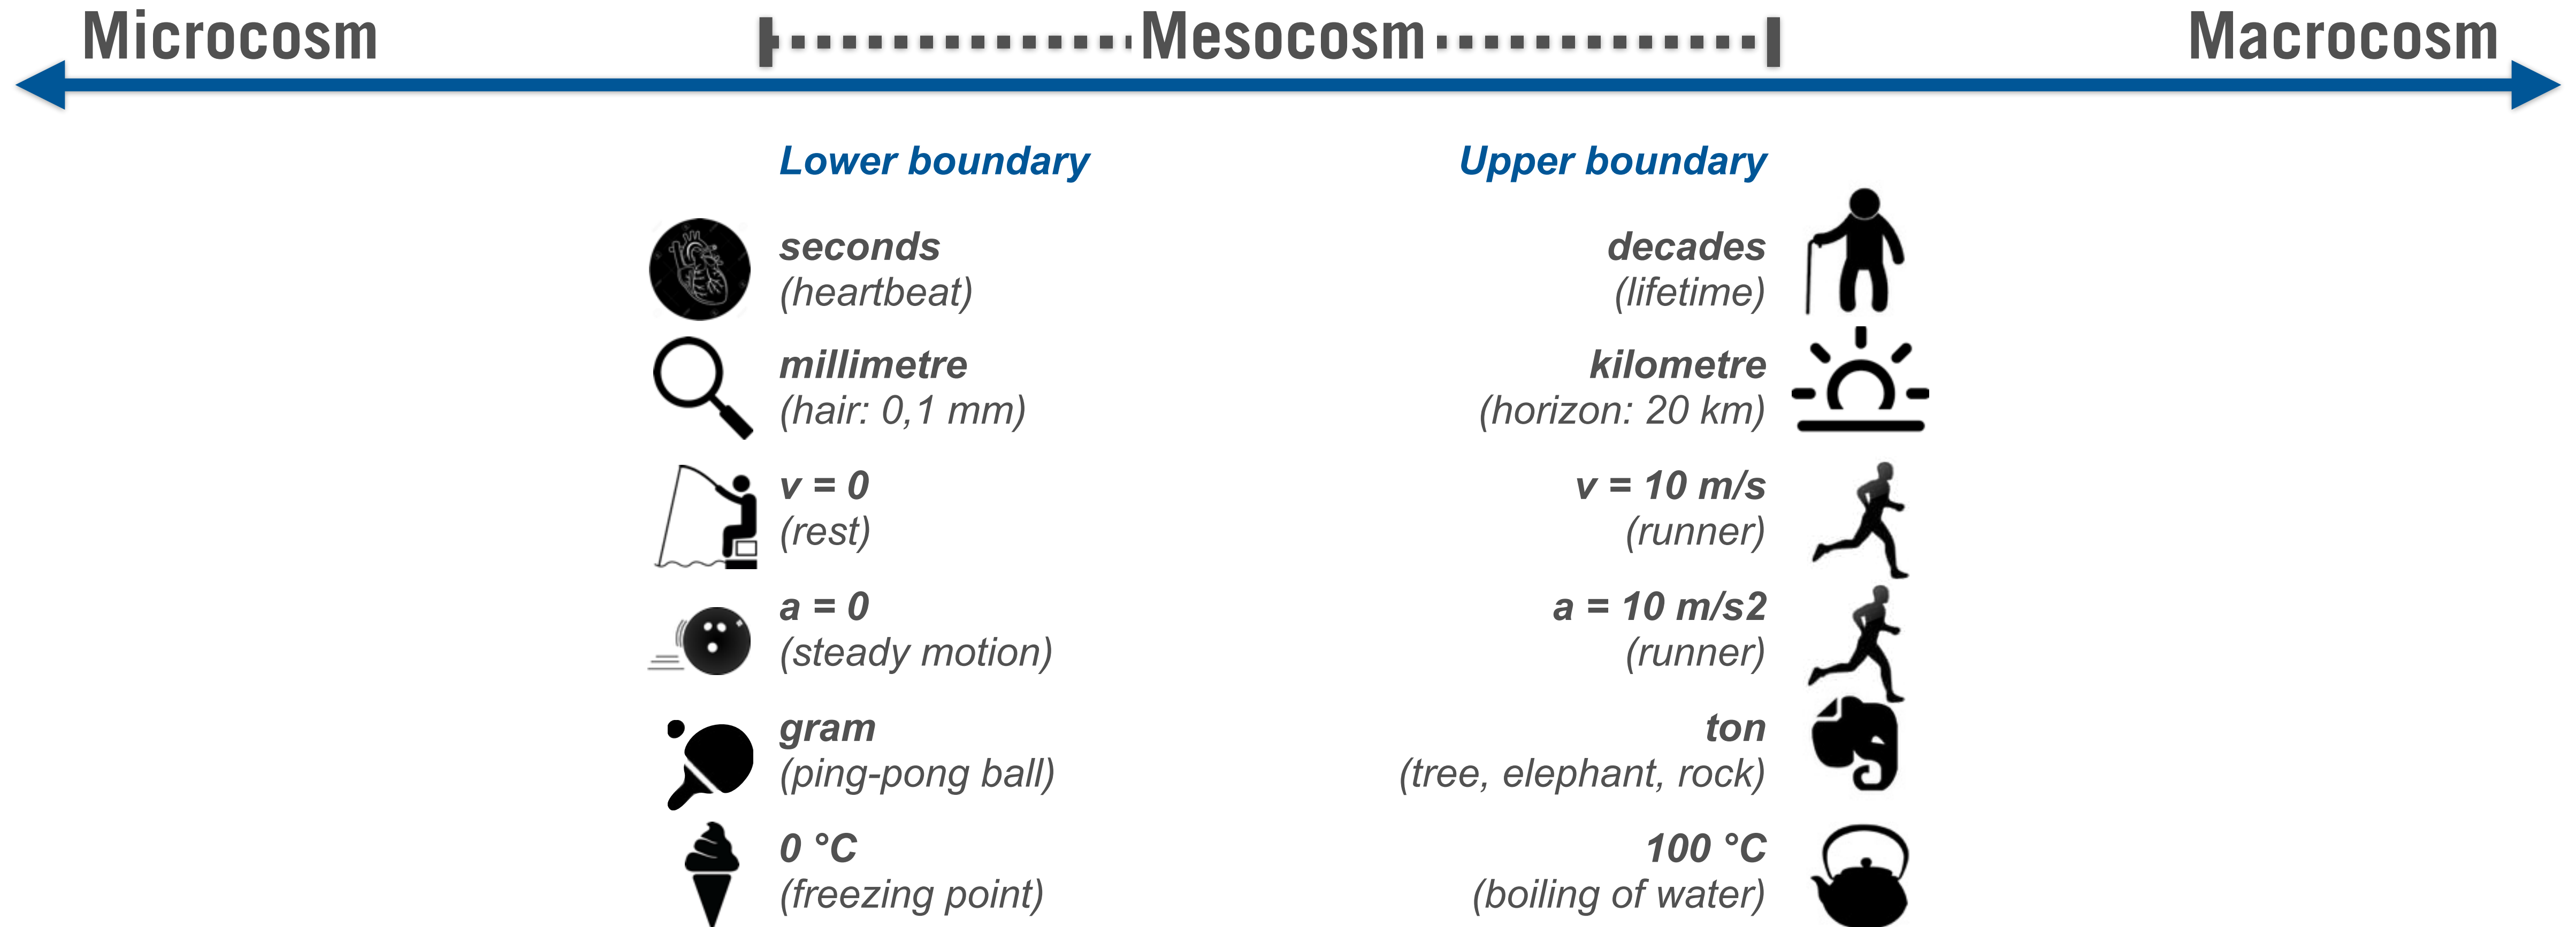 Microcosm
Mesocosm
Macrocosm
Lower boundary
Upper boundary
seconds
(heartbeat)
decades
(lifetime)
millimetre
(hair: 0,1 mm)
kilometre
(horizon: 20 km)
v = 0
(rest)
v = 10 m/s
(runner)
a = 0
(steady motion)
a = 10 m/s2
(runner)
gram
(ping-pong ball)
ton
(tree, elephant, rock)
0 °C
(freezing point)
100 °C
(boiling of water)